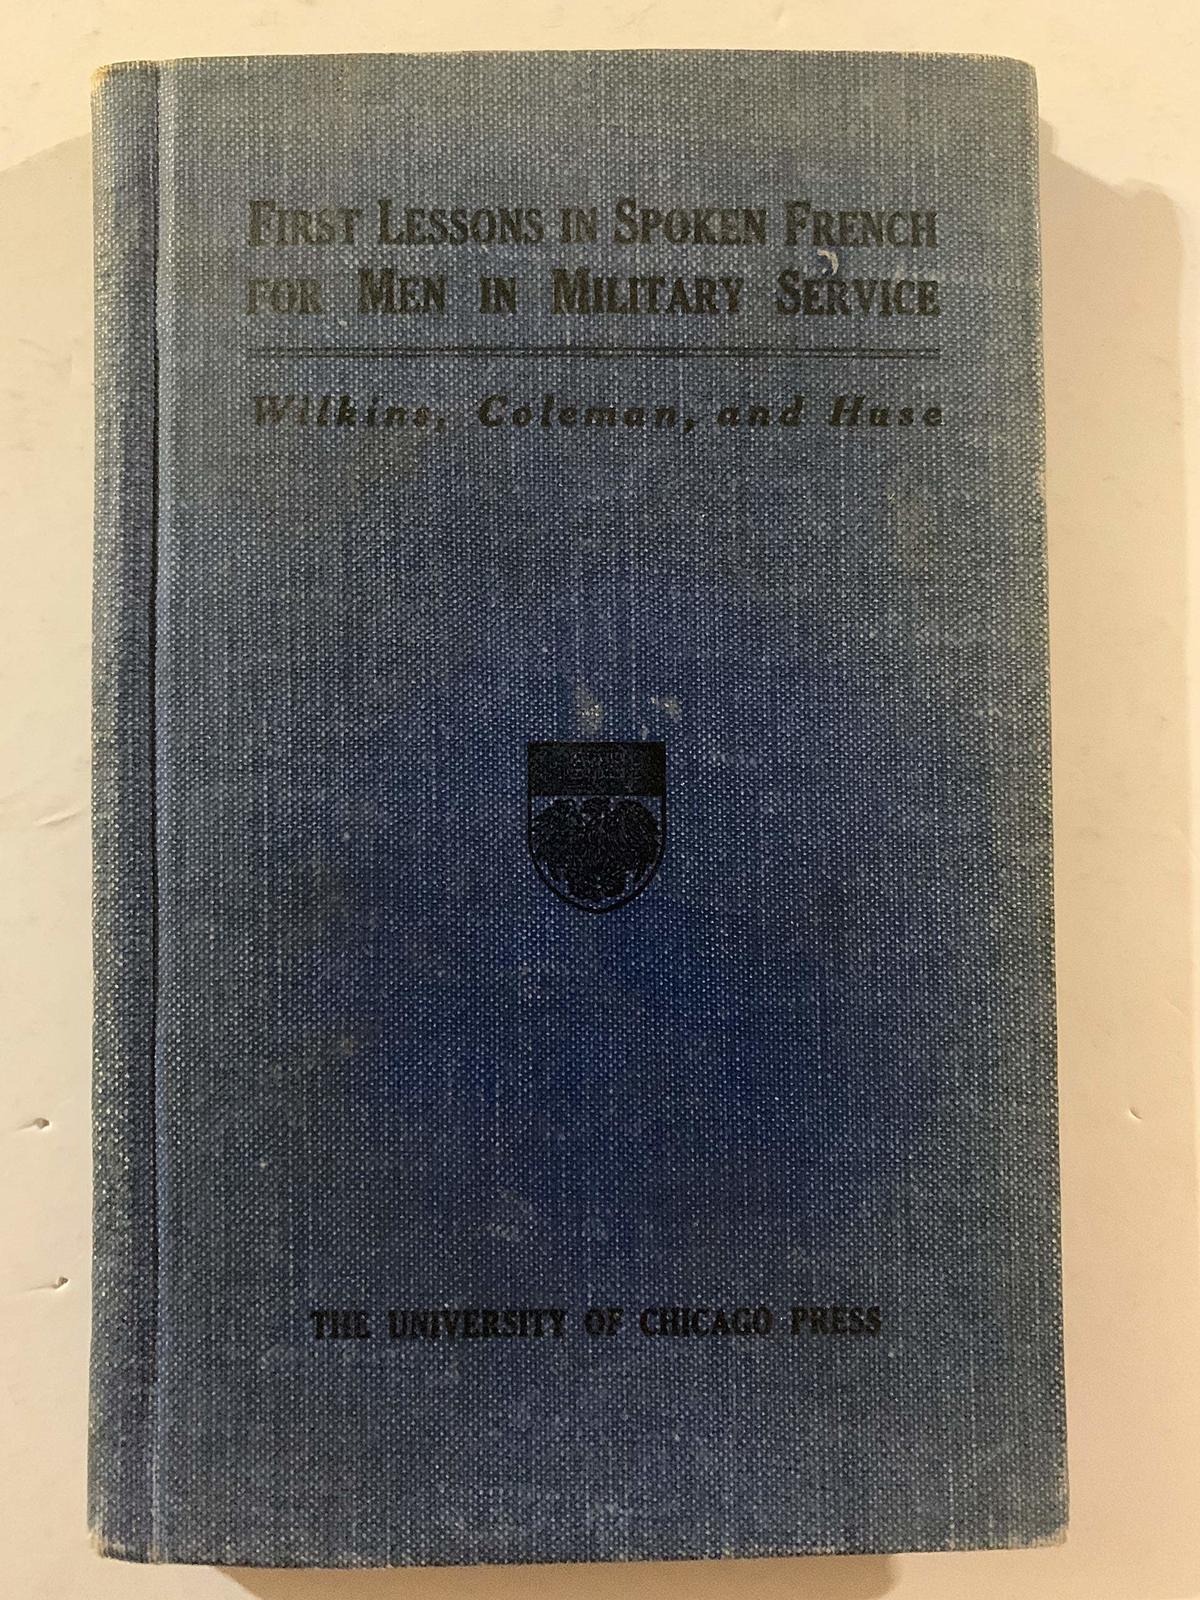 FIRST LESSONS IN SPOKEN FRENCH
FOR MEN IN MILITARY SERVICE
Wilkins, Coleman, and Huse
THE UNIVERSITY OF CHICAGO PRESS